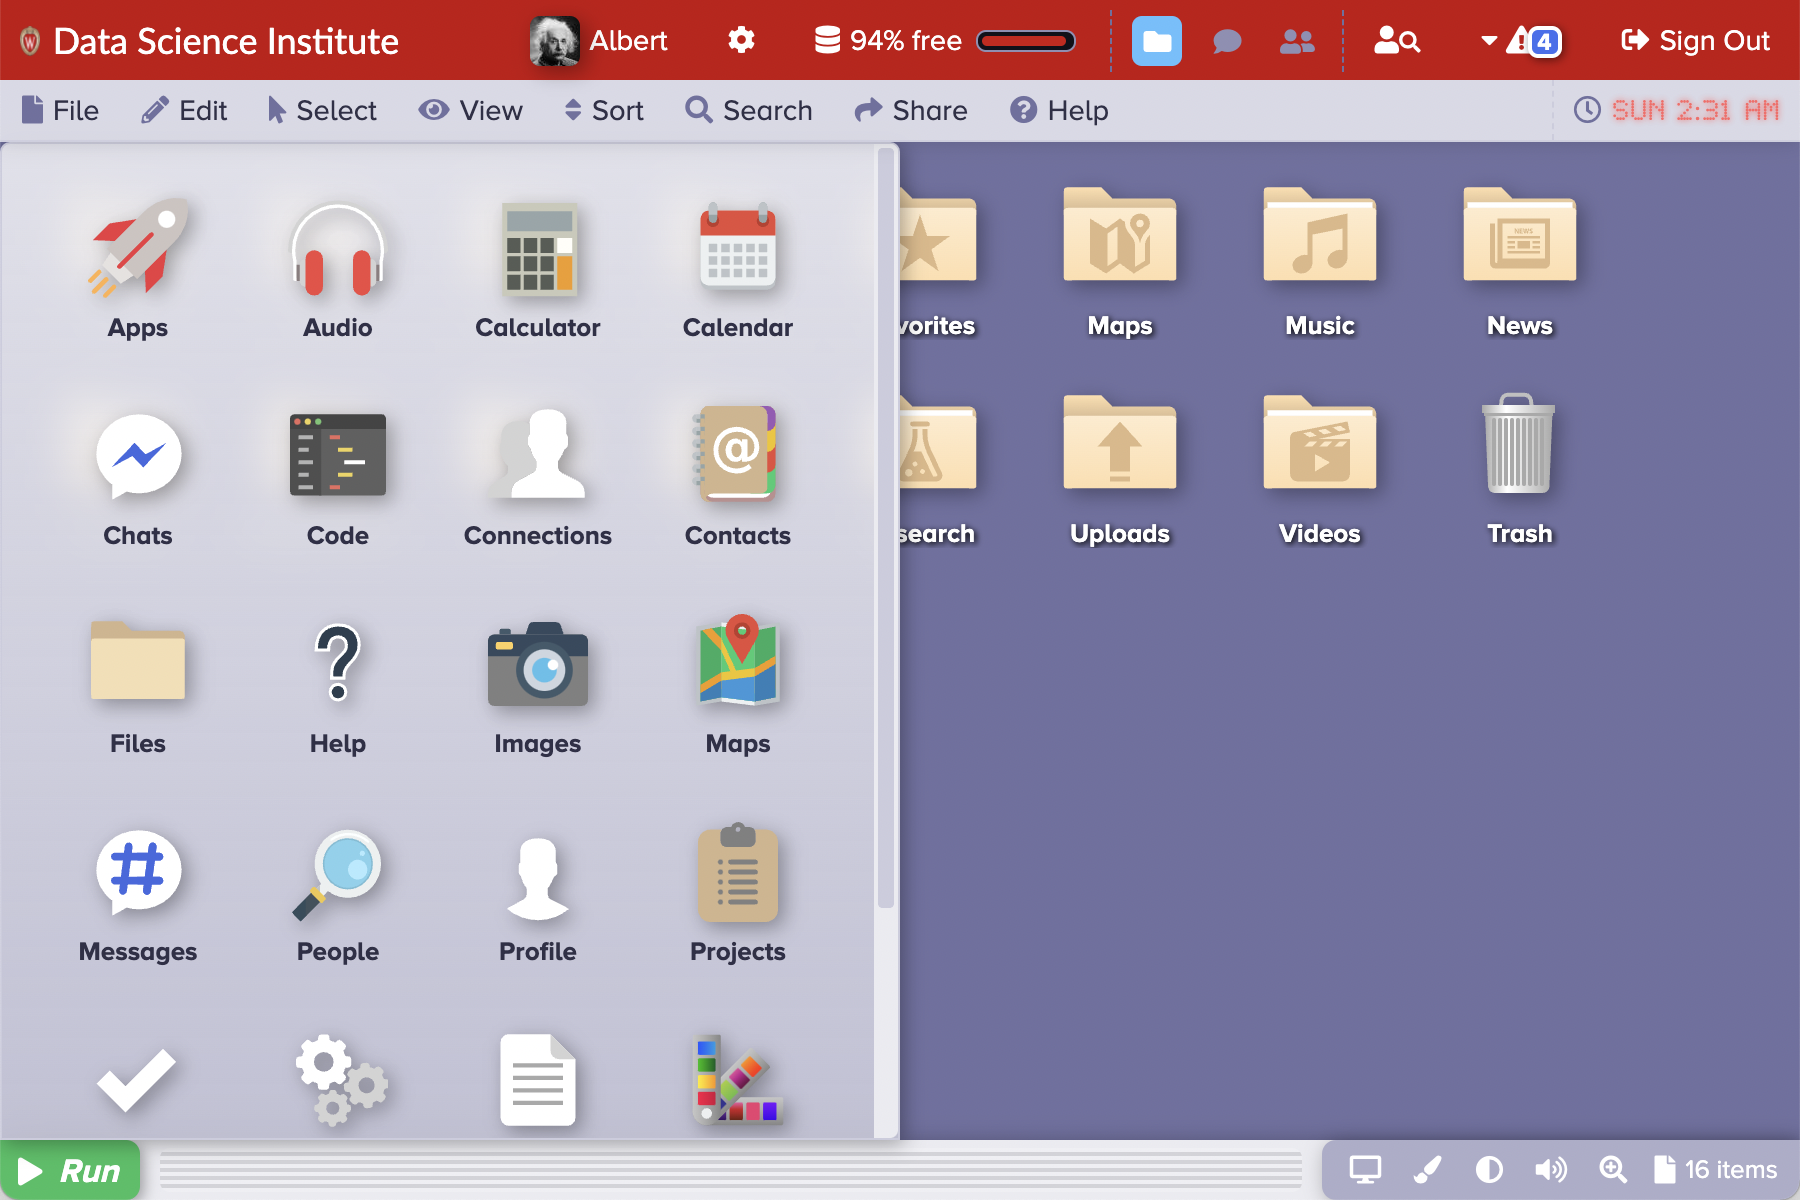 Data Science Institute
Albert
94% free
4
Sign Out
File
Edit
Select
View
Sort
Search
Share
Help
SUN 2:31 AM
Apps
Audio
Calculator
Calendar
vorites
Maps
Music
NEWS
News
Chats
Code
Connections
@
Contacts
search
Uploads
Videos
Trash
Files
?
Help
Images
Maps
#
Messages
People
Profile
Projects
Run
16 items